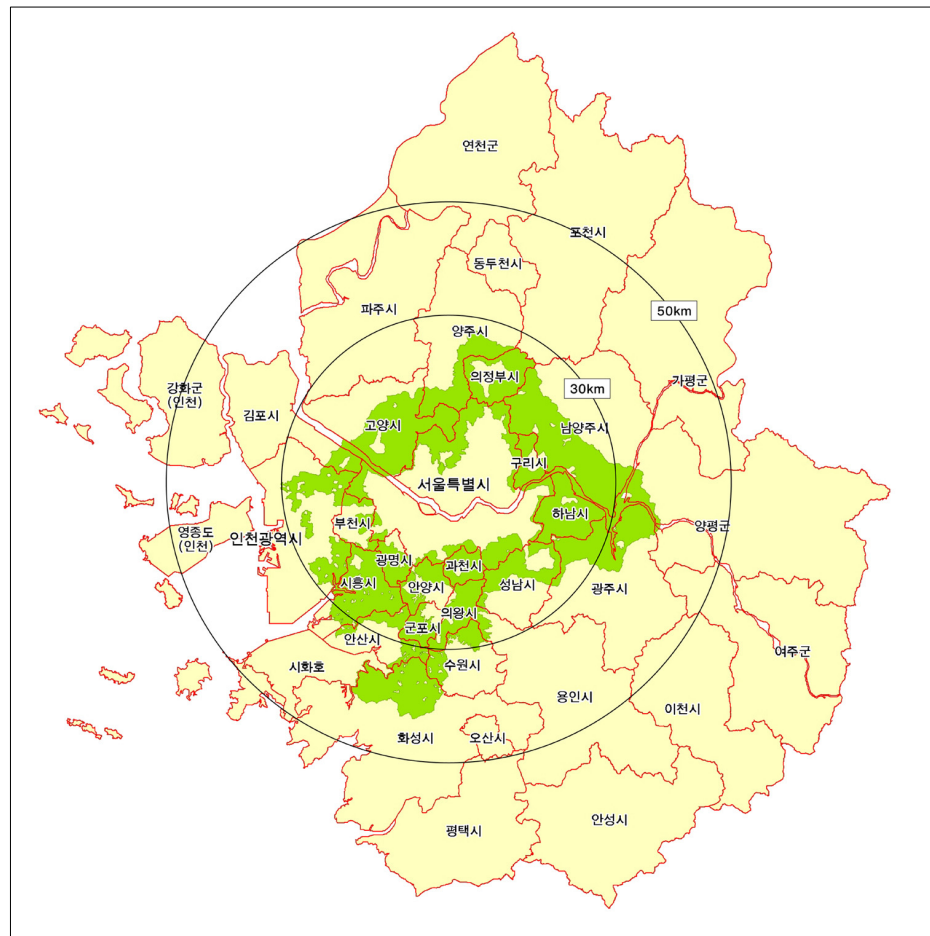 연천군
포천시
동두천시
파주시
50km
양주시
의정부시
가평군
30km
강화군
(인천)
김포시
고양시
남양주시
구리시
서울특별시
하남시
부천시
양평군
영종도
(인천)
인천광역시
광명시
과천시
시흥시
안양시
성남시
광주시
의왕시
군포시
안산시
여주군
시화호
수원시
용인시
이천시
화성시
오산시
안성시
평택시